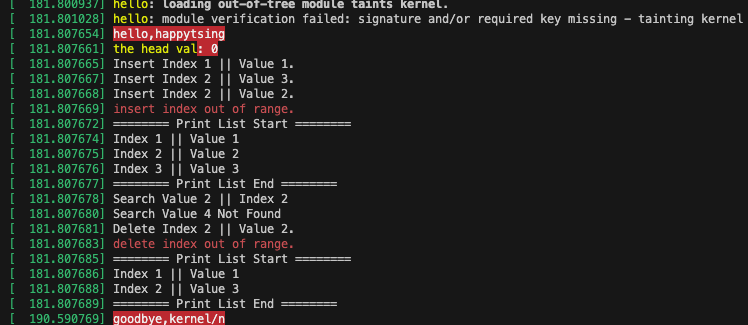 [  181.800937] hello: loading out-of-tree module taints kernel.
[  181.801028] hello: module verification failed: signature and/or required key missing - tainting kernel
[  181.807654] hello,happytsing
[  181.807661] the head val: 0
[  181.807665] Insert Index 1 || Value 1.
[  181.807667] Insert Index 2 || Value 3.
[  181.807668] Insert Index 2 || Value 2.
[  181.807669] insert index out of range.
[  181.807672] ======== Print List Start ========
[  181.807674] Index 1 || Value 1
[  181.807675] Index 2 || Value 2
[  181.807676] Index 3 || Value 3
[  181.807677] ======== Print List End ========
[  181.807678] Search Value 2 || Index 2
[  181.807680] Search Value 4 Not Found
[  181.807681] Delete Index 2 || Value 2.
[  181.807683] delete index out of range.
[  181.807685] ======== Print List Start ========
[  181.807686] Index 1 || Value 1
[  181.807688] Index 2 || Value 3
[  181.807689] ======== Print List End ========
[  190.590769] goodbye,kernel/n